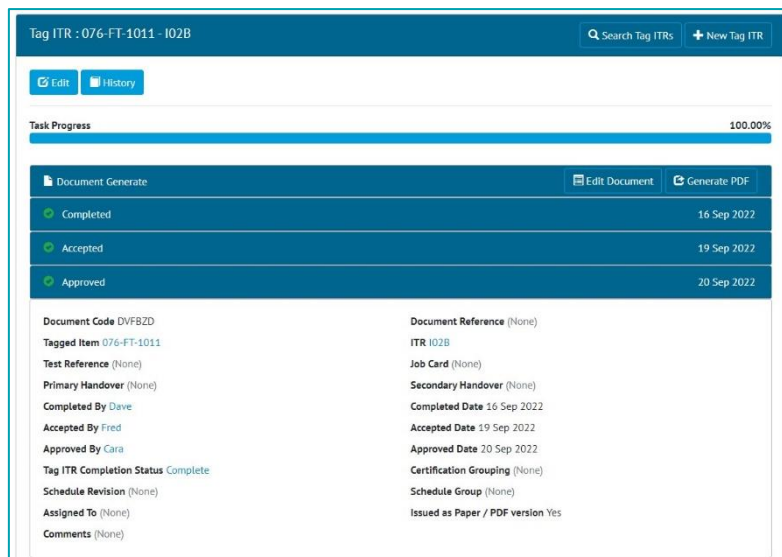 Tag ITR : 076-FT-1011 - I02B
Search Tag ITRs
New Tag ITR
Edit
History
Task Progress 100.00%
Document Generate
Edit Document
Generate PDF
Completed 16 Sep 2022
Accepted 19 Sep 2022
Approved 20 Sep 2022
Document Code DVFBZD
Document Reference (None)
Tagged Item 076-FT-1011
ITR I02B
Test Reference (None)
Job Card (None)
Primary Handover (None)
Secondary Handover (None)
Completed By Dave
Completed Date 16 Sep 2022
Accepted By Fred
Accepted Date 19 Sep 2022
Approved By Cara
Approved Date 20 Sep 2022
Tag ITR Completion Status Complete
Certification Grouping (None)
Schedule Revision (None)
Schedule Group (None)
Assigned To (None)
Issued as Paper / PDF version Yes
Comments (None)